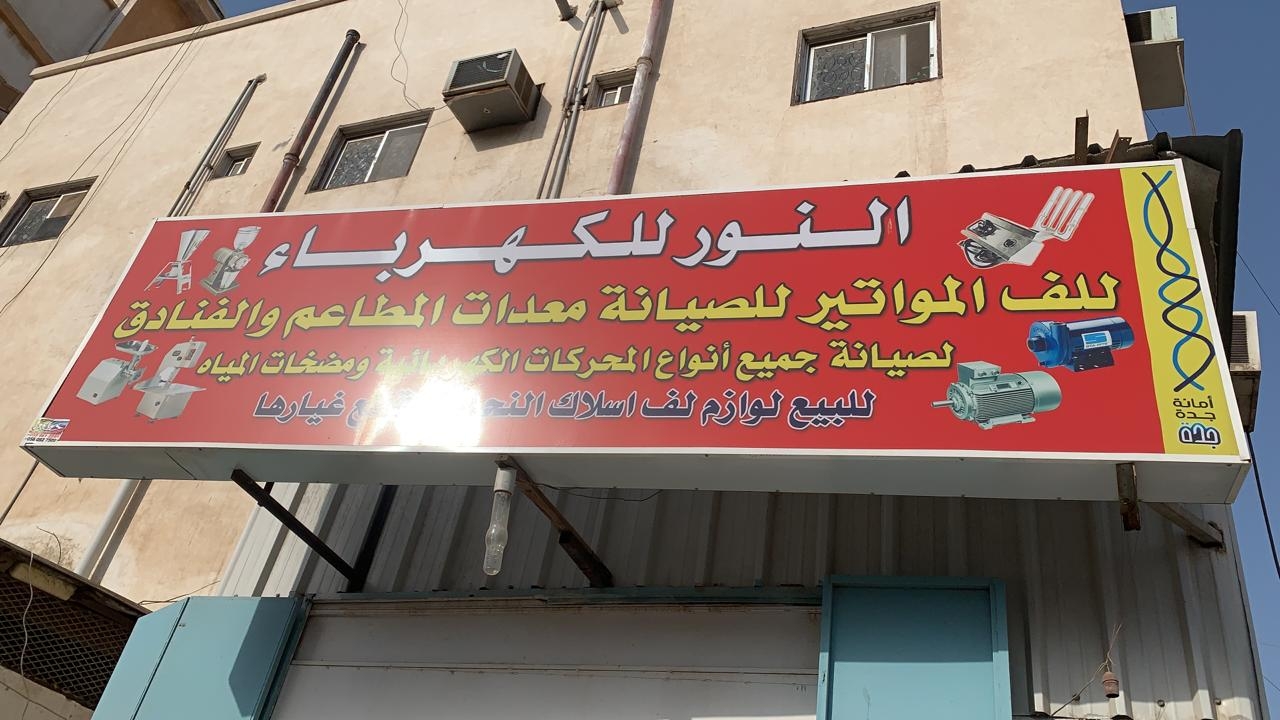 النور للكهرباء
للف المواتير للصيانة معدات المطاعم والفنادق
لصيانة جميع أنواع المحركات الكهربائية ومضخات المياه
للبيع لوازم لف اسلاك غيارها
أمانة
جدة